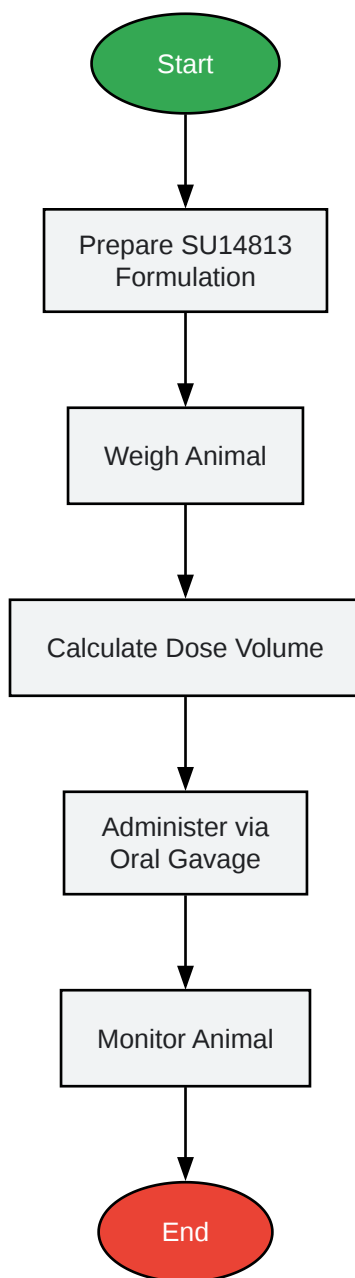 Start
Prepare SU14813
Formulation
Weigh Animal
Calculate Dose Volume
Administer via
Oral Gavage
Monitor Animal
End